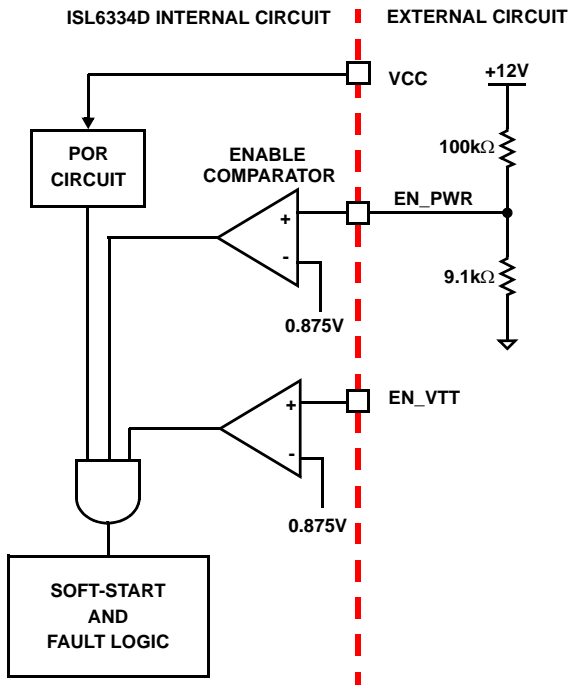 ISL6334D INTERNAL CIRCUIT
EXTERNAL CIRCUIT
VCC
+12V
POR
CIRCUIT
ENABLE
COMPARATOR
100kΩ
+
EN_PWR
-
9.1kΩ
0.875V
EN_VTT
+
-
0.875V
SOFT-START
AND
FAULT LOGIC